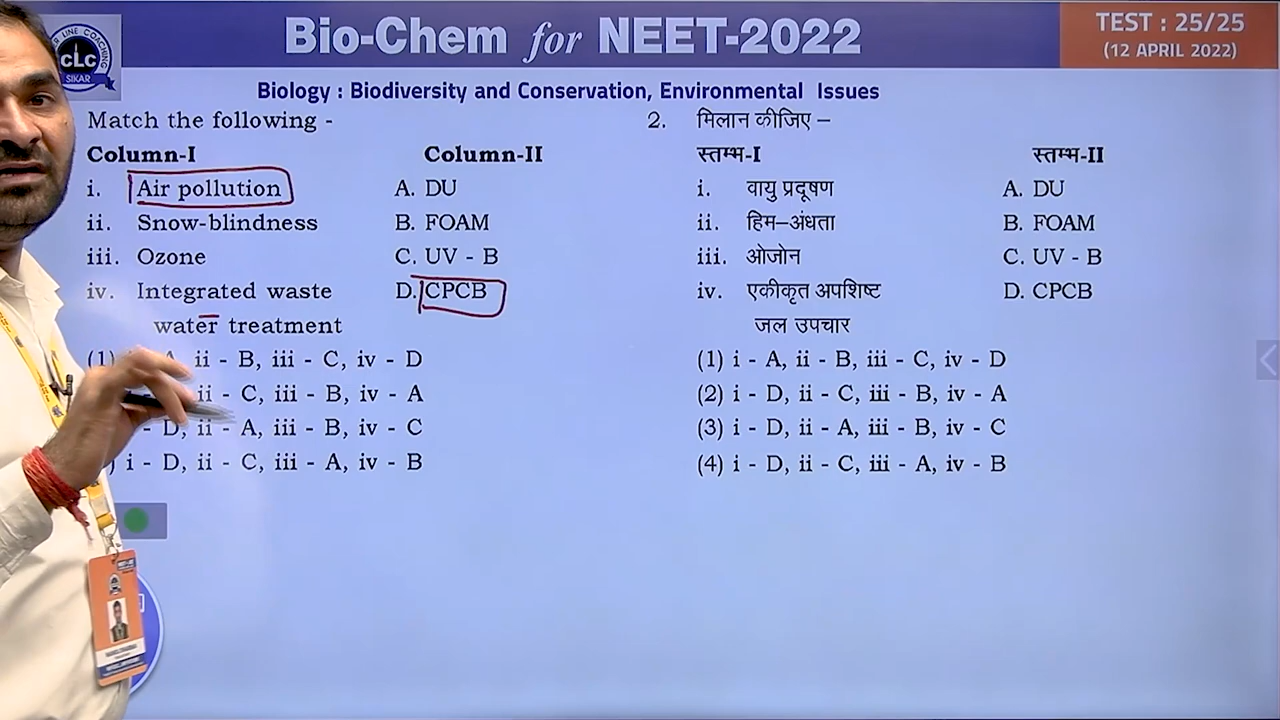 Bio-Chem for NEET-2022
TEST : 25/25
(12 APRIL 2022)
CLC
SIKAR
Biology : Biodiversity and Conservation, Environmental Issues
Match the following -
Column-I Column-II
i. Air pollution A. DU
ii. Snow-blindness B. FOAM
iii. Ozone C. UV - B
iv. Integrated waste D. CPCB
water treatment
(1) A, ii - B, iii - C, iv - D
ii - C, iii - B, iv - A
- D, ii - A, iii - B, iv - C
) i - D, ii - C, iii - A, iv - B
2. मिलान कीजिए –
स्तम्भ-I स्तम्भ-II
i. वायु प्रदूषण A. DU
ii. हिम–अंधता B. FOAM
iii. ओजोन C. UV - B
iv. एकीकृत अपशिष्ट D. CPCB
जल उपचार
(1) i - A, ii - B, iii - C, iv - D
(2) i - D, ii - C, iii - B, iv - A
(3) i - D, ii - A, iii - B, iv - C
(4) i - D, ii - C, iii - A, iv - B